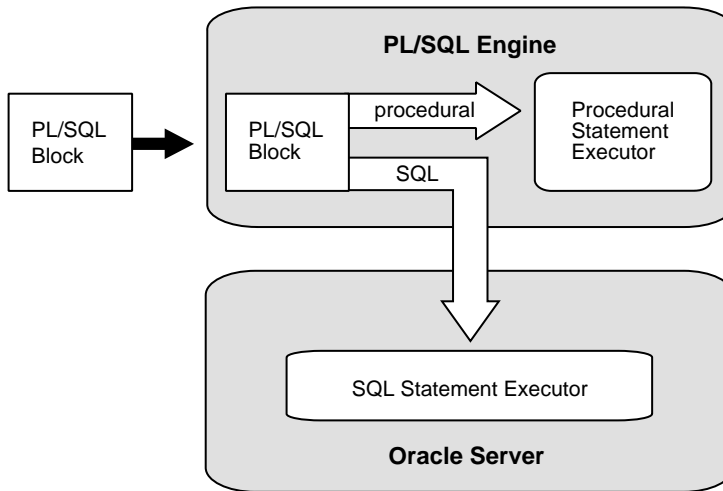 PL/SQL Engine
PL/SQL
Block
PL/SQL
Block
procedural
Procedural
Statement
Executor
SQL
SQL Statement Executor
Oracle Server